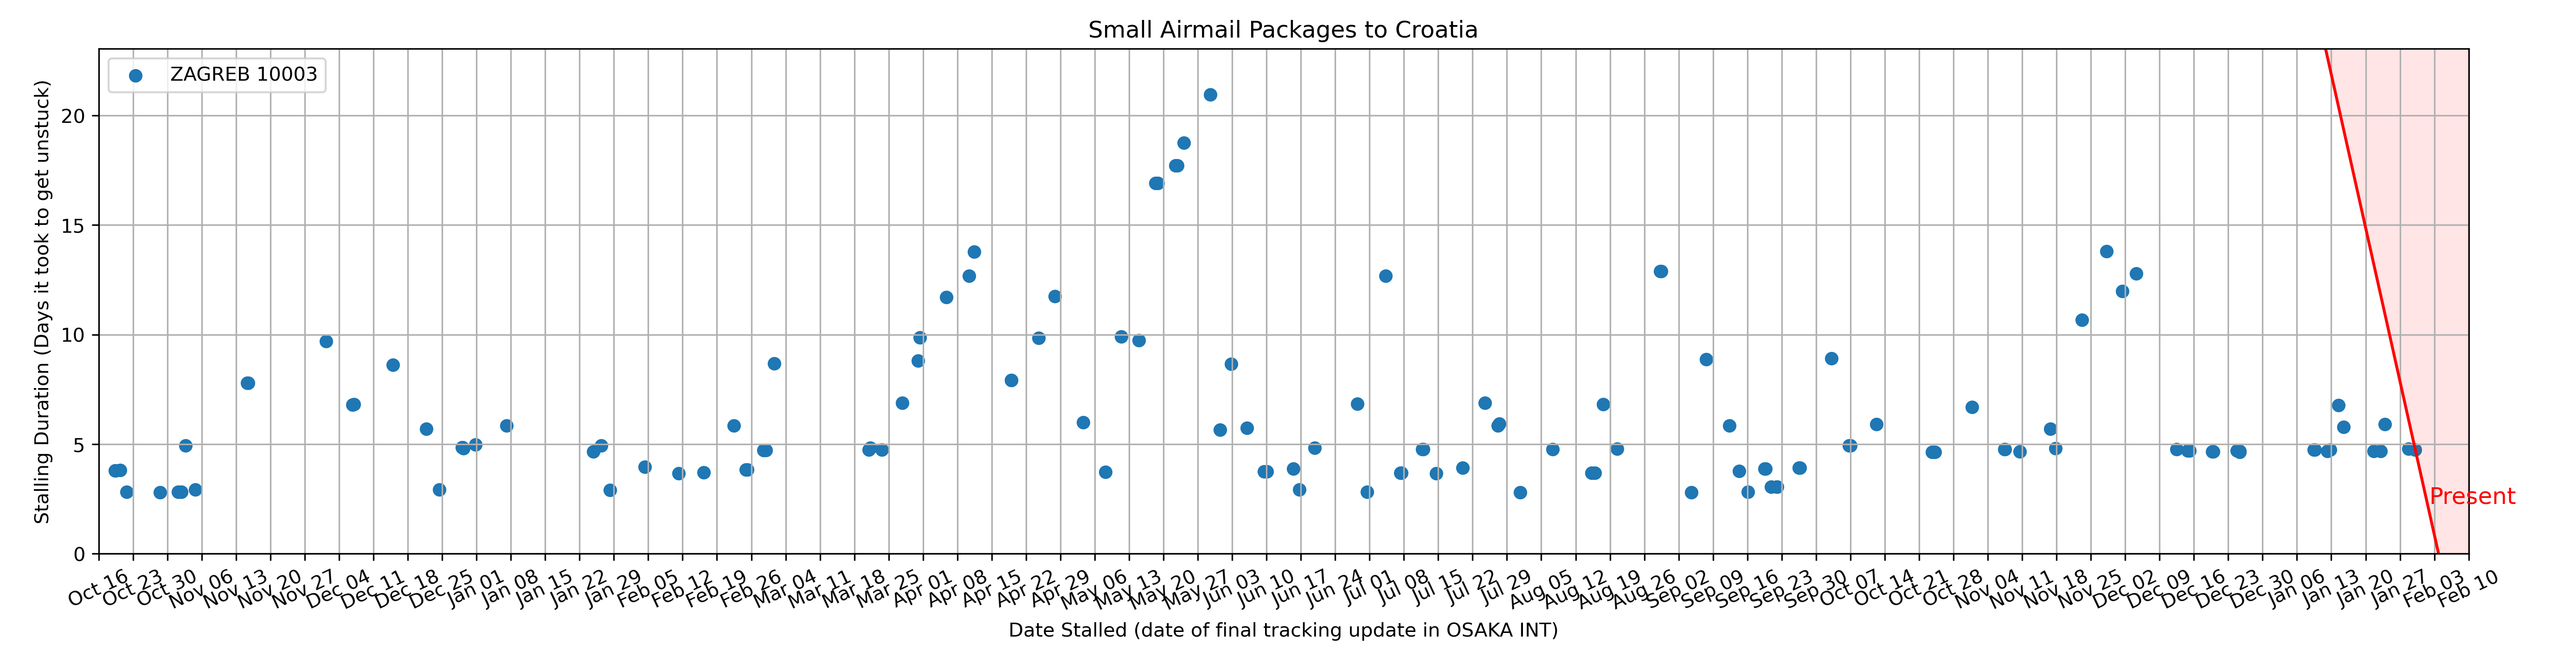 Small Airmail Packages to Croatia
ZAGREB 10003
Stalling Duration (Days it took to get unstuck)
20
15
10
5
0
Present
Oct 16
Oct 23
Oct 30
Nov 06
Nov 13
Nov 20
Nov 27
Dec 04
Dec 11
Dec 18
Dec 25
Jan 01
Jan 08
Jan 15
Jan 22
Jan 29
Feb 05
Feb 12
Feb 19
Feb 26
Mar 04
Mar 11
Mar 18
Mar 25
Apr 01
Apr 08
Apr 15
Apr 22
Apr 29
May 06
May 13
May 20
May 27
Jun 03
Jun 10
Jun 17
Jun 24
Jul 01
Jul 08
Jul 15
Jul 22
Jul 29
Aug 05
Aug 12
Aug 19
Aug 26
Sep 02
Sep 09
Sep 16
Sep 23
Sep 30
Oct 07
Oct 14
Oct 21
Oct 28
Nov 04
Nov 11
Nov 18
Nov 25
Dec 02
Dec 09
Dec 16
Dec 23
Dec 30
Jan 06
Jan 13
Jan 20
Jan 27
Feb 03
Feb 10
Date Stalled (date of final tracking update in OSAKA INT)